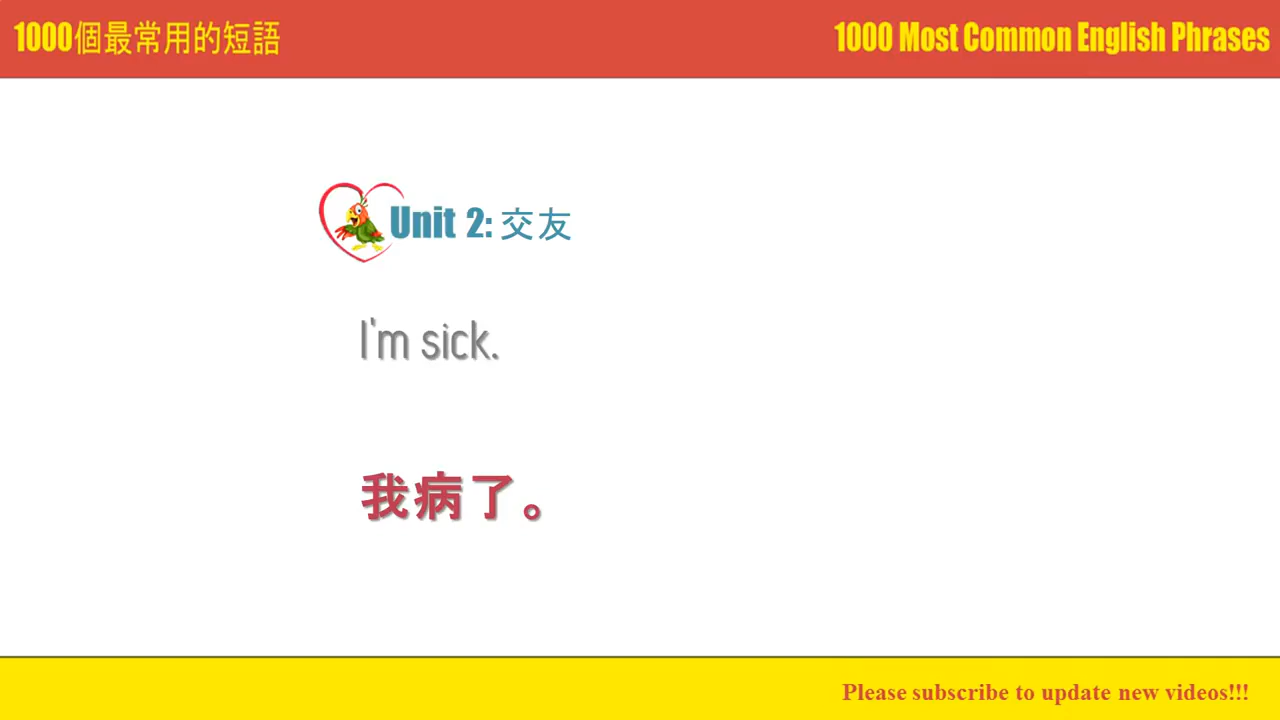 1000個最常用的短語
1000 Most Common English Phrases
Unit 2: 交友
I'm sick.
我病了。
Please subscribe to update new videos!!!